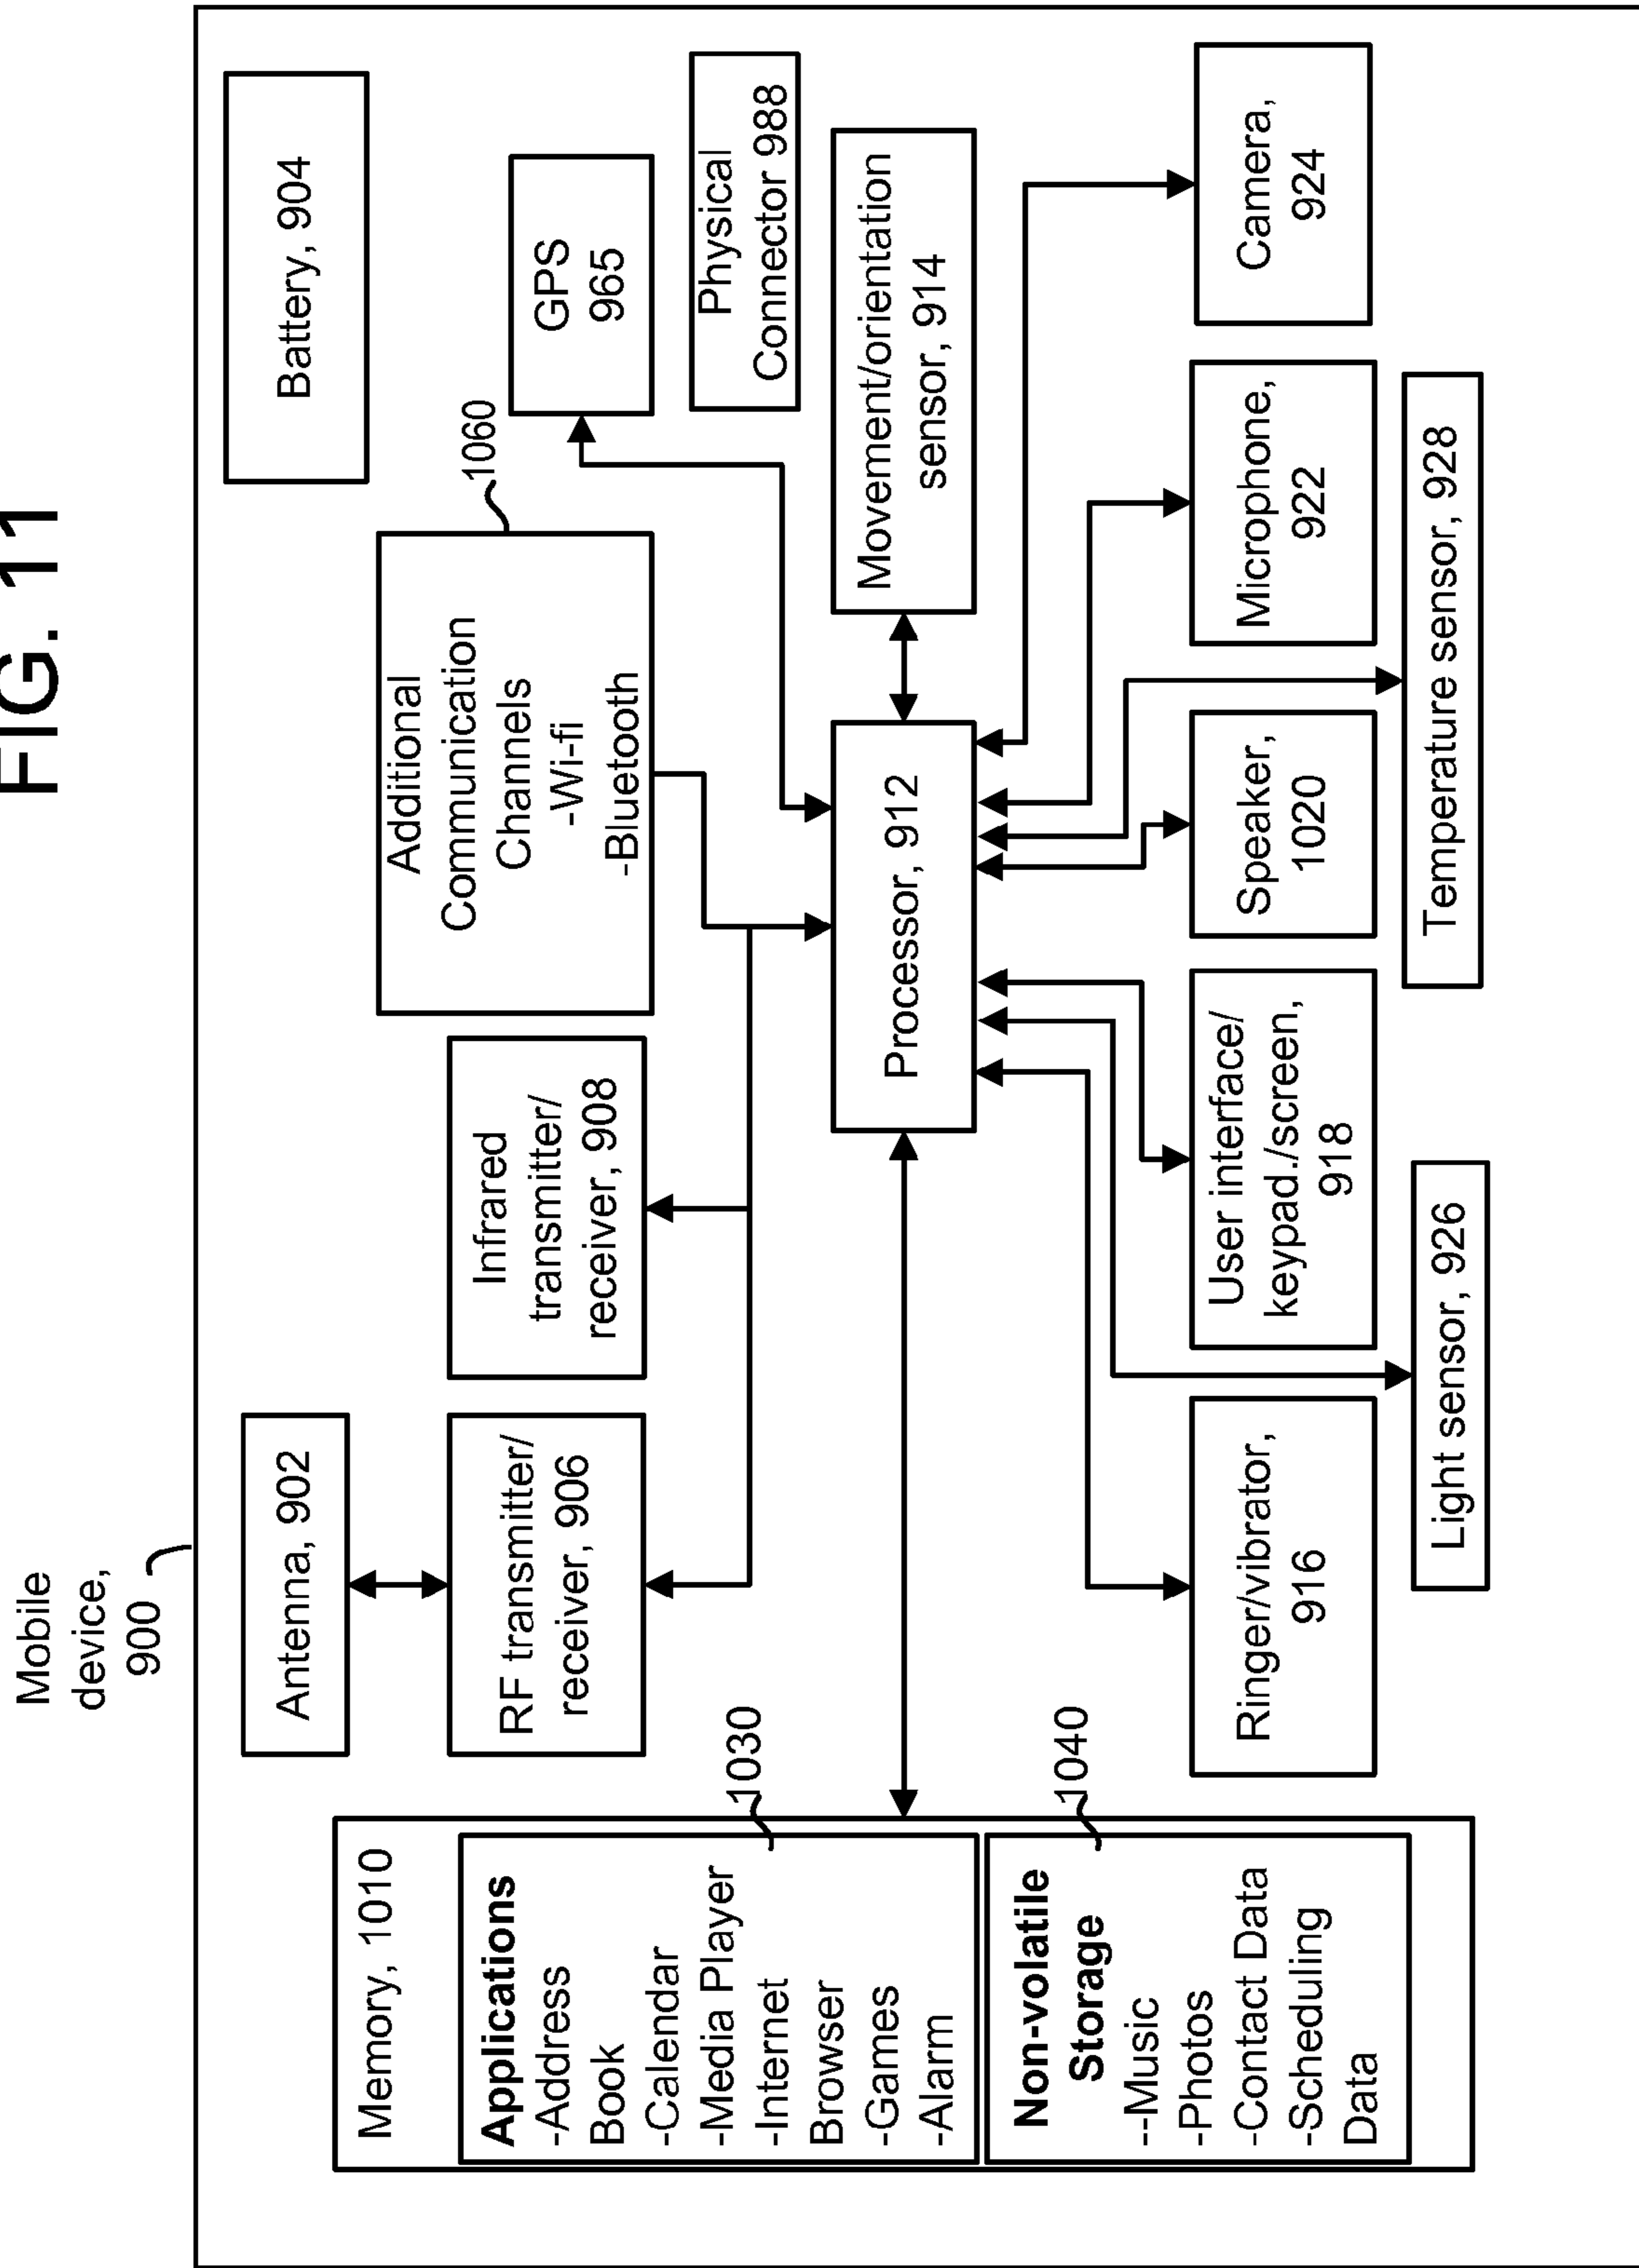 FIG. 11
Mobile
device,
900
Memory, 1010
Applications
-Address
Book
-Calendar
-Media Player
-Internet
Browser
-Games
-Alarm
1030
Non-volatile
Storage
--Music
-Photos
-Contact Data
-Scheduling
Data
1040
Antenna, 902
RF transmitter/
receiver, 906
Infrared
transmitter/
receiver, 908
Additional
Communication
Channels
-Wi-fi
-Bluetooth
1060
Battery, 904
GPS
965
Physical
Connector 988
Processor, 912
Movement/orientation
sensor, 914
Ringer/vibrator,
916
User interface/
keypad./screen,
918
Speaker,
1020
Microphone,
922
Camera,
924
Light sensor, 926
Temperature sensor, 928